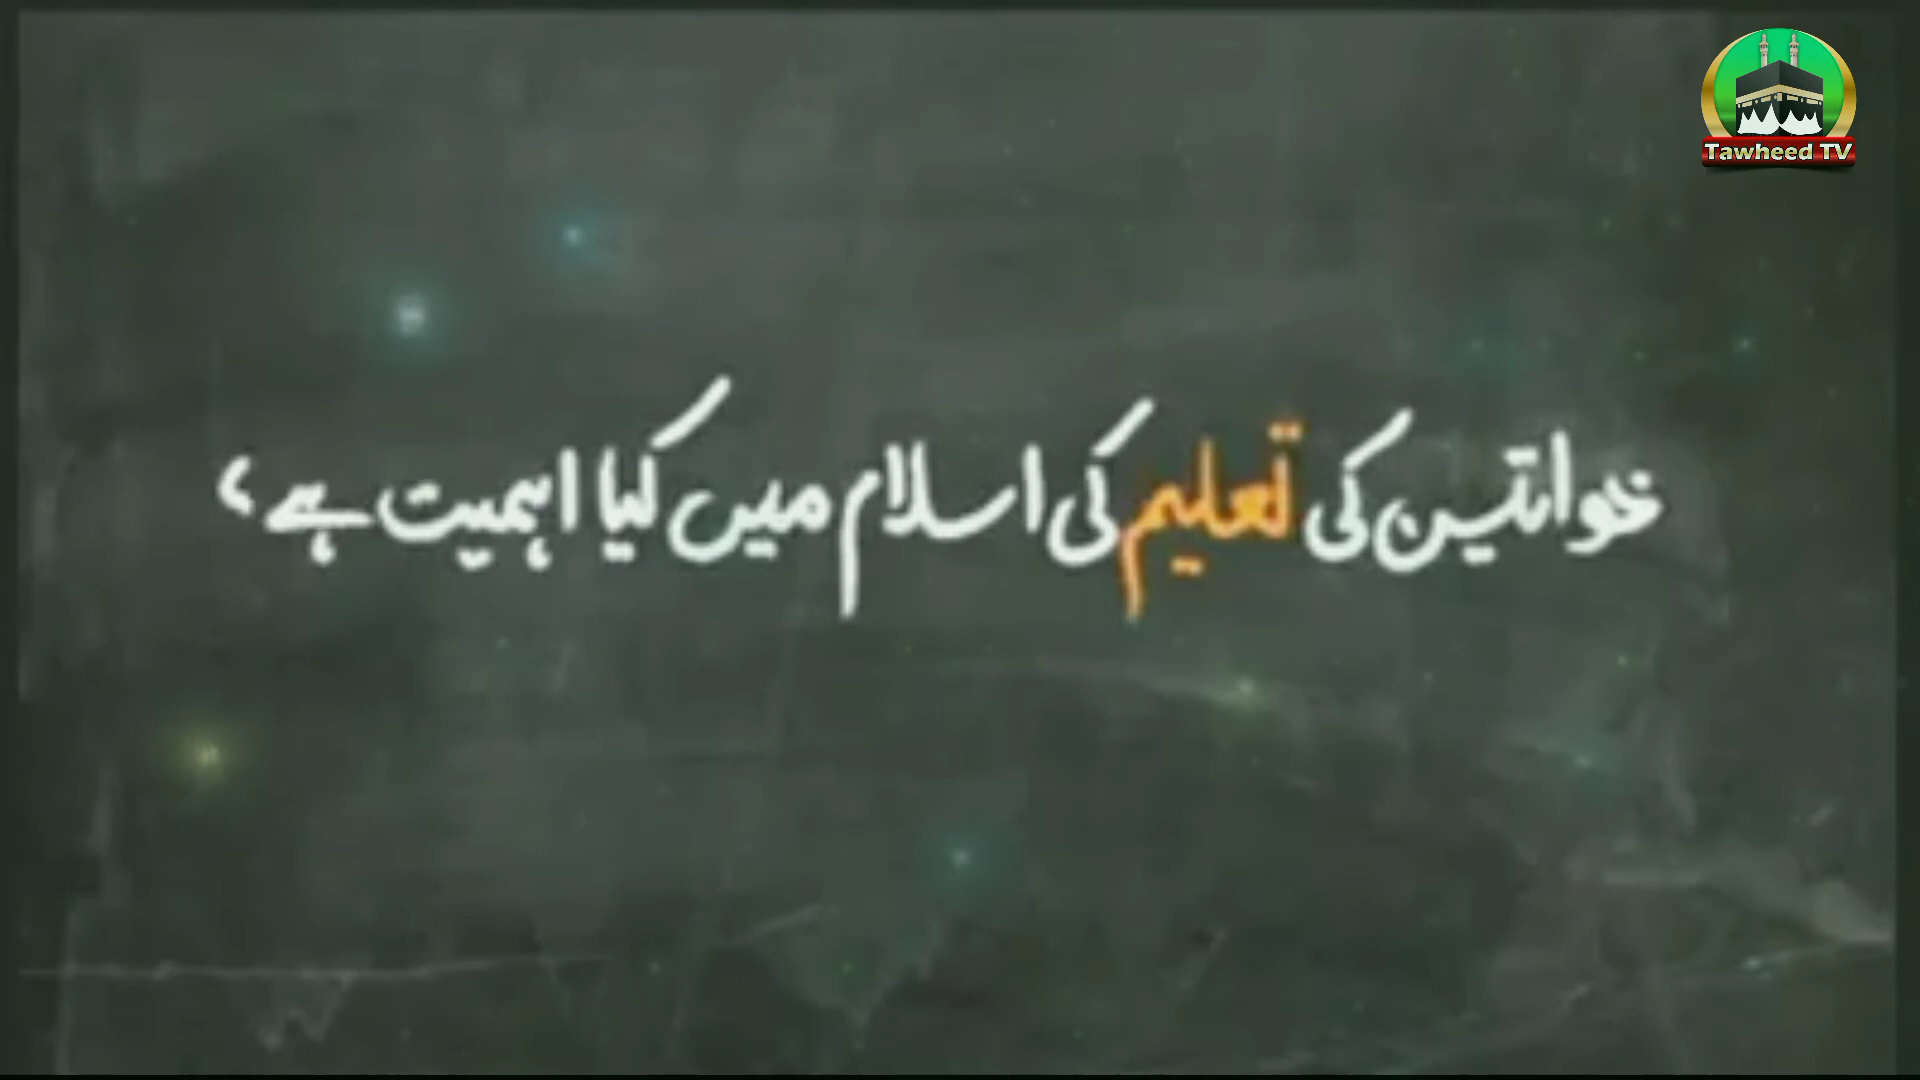 Tawheed TV
خواتین کی تعلیم کی اسلام میں کیا اہمیت ہے،